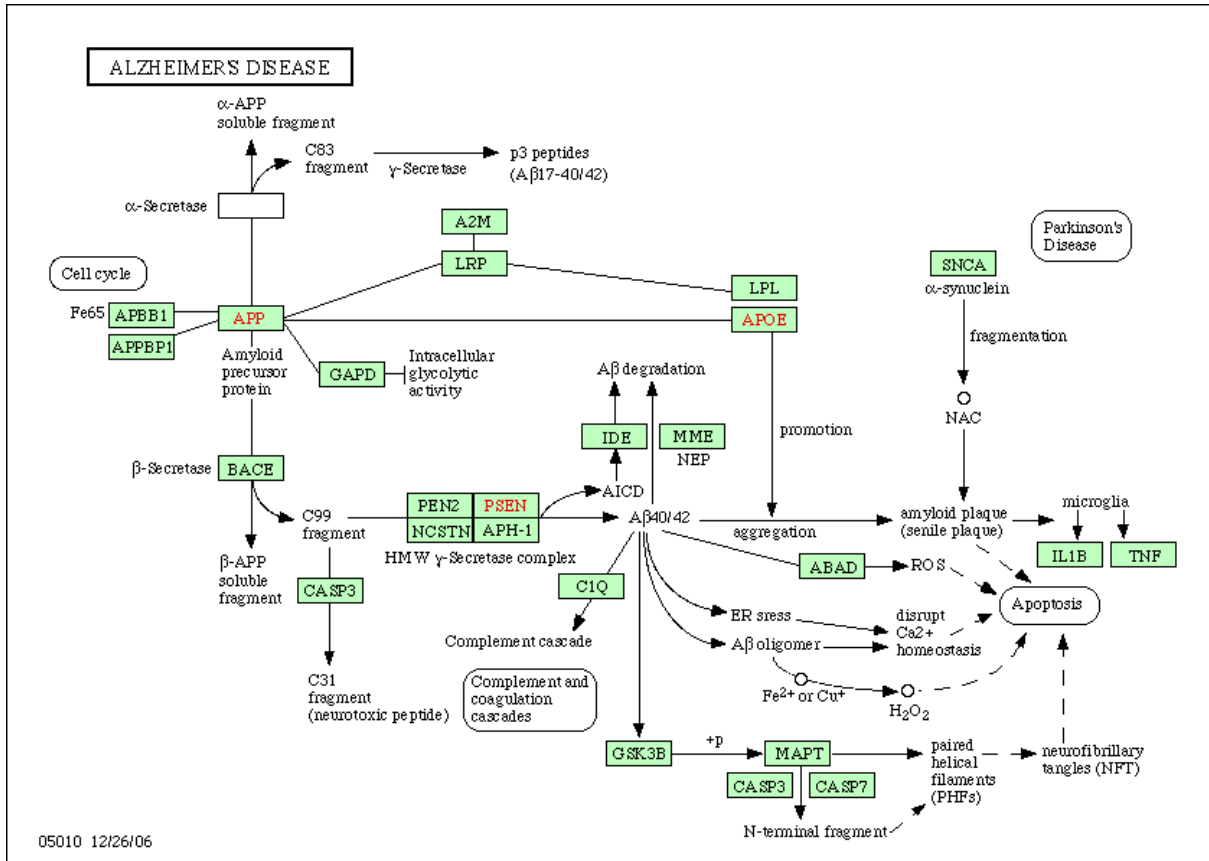 ALZHEIMER'S DISEASE
α-APP
soluble fragment
C83
fragment
γ-Secretase
p3 peptides
(Aβ17-40/42)
α-Secretase
A2M
Parkinson's
Disease
Cell cycle
LRP
SNCA
α-synuclein
LPL
Fe65
APBB1
APP
APOE
APPBP1
fragmentation
Amyloid
precursor
protein
GAPD
Intracellular
glycolytic
activity
Aβ degradation
NAC
IDE
MME
NEP
promotion
β-Secretase
BACE
AICD
PEN2
PSEN
C99
fragment
NCSTN
APH-1
HMW γ-Secretase complex
Aβ40/42
aggregation
amyloid plaque
(senile plaque)
microglia
IL1B
TNF
β-APP
soluble
fragment
CASP3
C1Q
ABAD
ROS
Apoptosis
ER sress
disrupt
Ca2+
homeostasis
Complement cascade
Aβ oligomer
C31
fragment
(neurotoxic peptide)
Complement and
coagulation
cascades
Fe²⁺ or Cu⁺
H₂O₂
GSK3B
+p
MAPT
paired
helical
filaments
(PHFs)
neurofibrillary
tangles (NFT)
CASP3
CASP7
N-terminal fragment
05010 12/26/06